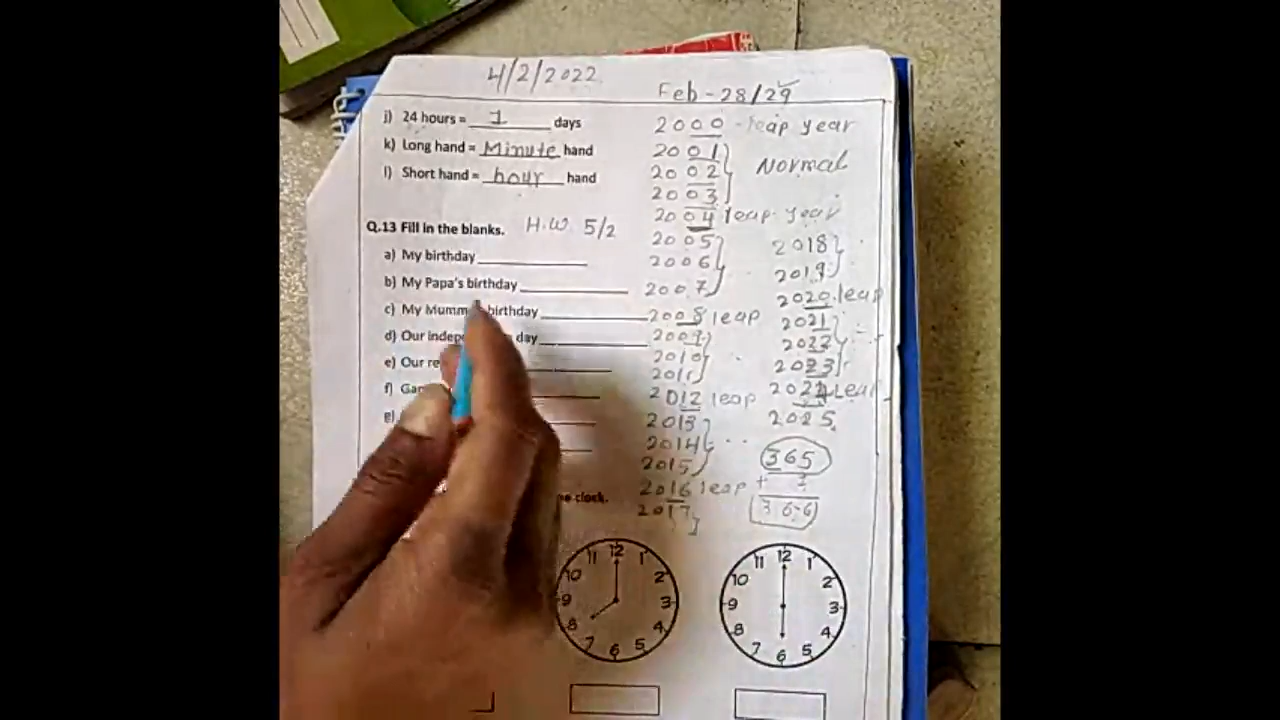 4/2/2022
Feb - 28/29
j) 24 hours = 1 days
k) Long hand = Minute hand
l) Short hand = hour hand
Q.13 Fill in the blanks. H.W 5/2
a) My birthday
b) My Papa's birthday
c) My Mumm birthday
d) Our indep day
e) Our re
f) Gan
g)
clock.
2000 - leap year
2001
2002
2003
Normal
2004 leap year
2005
2006
2007
2008 leap
2009
2010
2011
2012 leap
2013
2014
2015
2016 leap
2017
2018
2019
2020 leap
2021
2022
2023
2024 leap
2025
365
+ 1
366
11 12 1
10 2
9 3
8 4
7 6 5
11 12 1
10 2
9 3
8 4
7 6 5